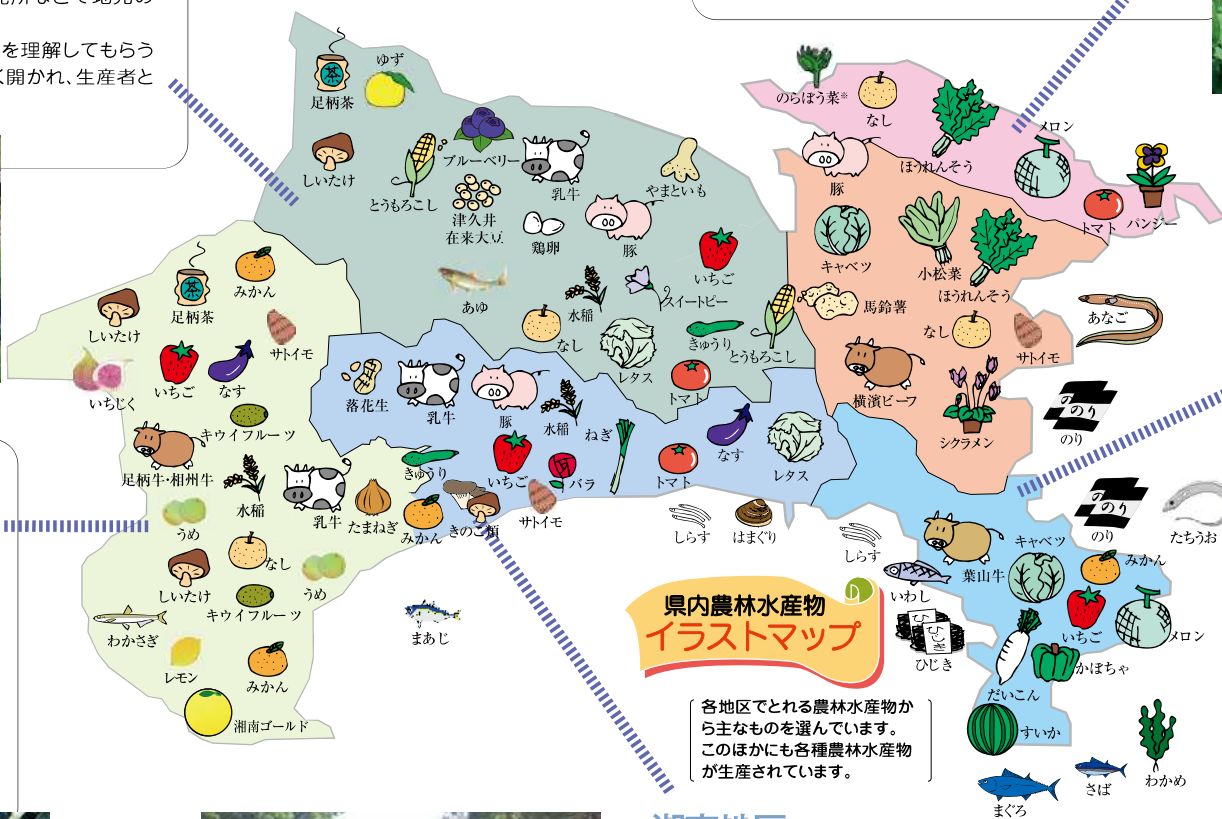 を理解してもらう
く開かれ、生産者と
足柄茶
ゆず
しいたけ
とうもろこし
ブルーベリー
津久井
在来大豆
乳牛
鶏卵
豚
やまといも
あゆ
水稲
スイートピー
いちご
なし
レタス
きゅうり
とうもろこし
トマト
のらぼう菜※
なし
ほうれんそう
メロン
トマト
パンジー
豚
キャベツ
小松菜
ほうれんそう
馬鈴薯
なし
サトイモ
横濱ビーフ
シクラメン
あなご
のり
のり
みかん
足柄茶
しいたけ
サトイモ
いちご
なす
いちじく
キウイフルーツ
足柄牛・相州牛
水稲
乳牛
たまねぎ
みかん
うめ
なし
しいたけ
うめ
キウイフルーツ
わかさぎ
レモン
みかん
湘南ゴールド
まあじ
落花生
乳牛
豚
水稲
ねぎ
きゅうり
いちご
バラ
トマト
なす
レタス
きのこ類
サトイモ
しらす
はまぐり
しらす
のり
のり
たちうお
葉山牛
キャベツ
みかん
いわし
いちご
メロン
ひじき
ひじき
だいこん
かぼちゃ
すいか
わかめ
さば
まぐろ
県内農林水産物
イラストマップ
各地区でとれる農林水産物か
ら主なものを選んでいます。
このほかにも各種農林水産物
が生産されています。